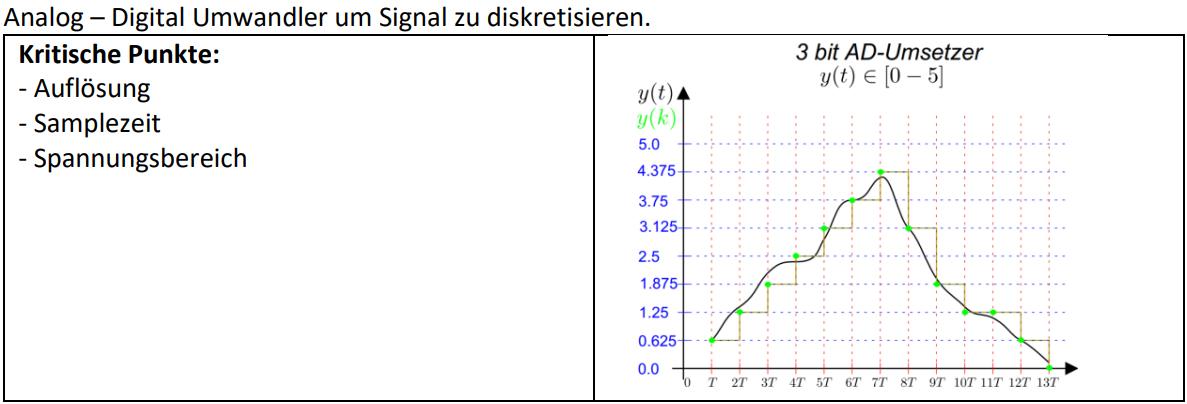 Analog – Digital Umwandler um Signal zu diskretisieren.
Kritische Punkte:
- Auflösung
- Samplezeit
- Spannungsbereich
3 bit AD-Umsetzer
y(t) ∈ [0 – 5]
y(t)
y(k)
5.0
4.375
3.75
3.125
2.5
1.875
1.25
0.625
0.0
0 T 2T 3T 4T 5T 6T 7T 8T 9T 10T 11T 12T 13T